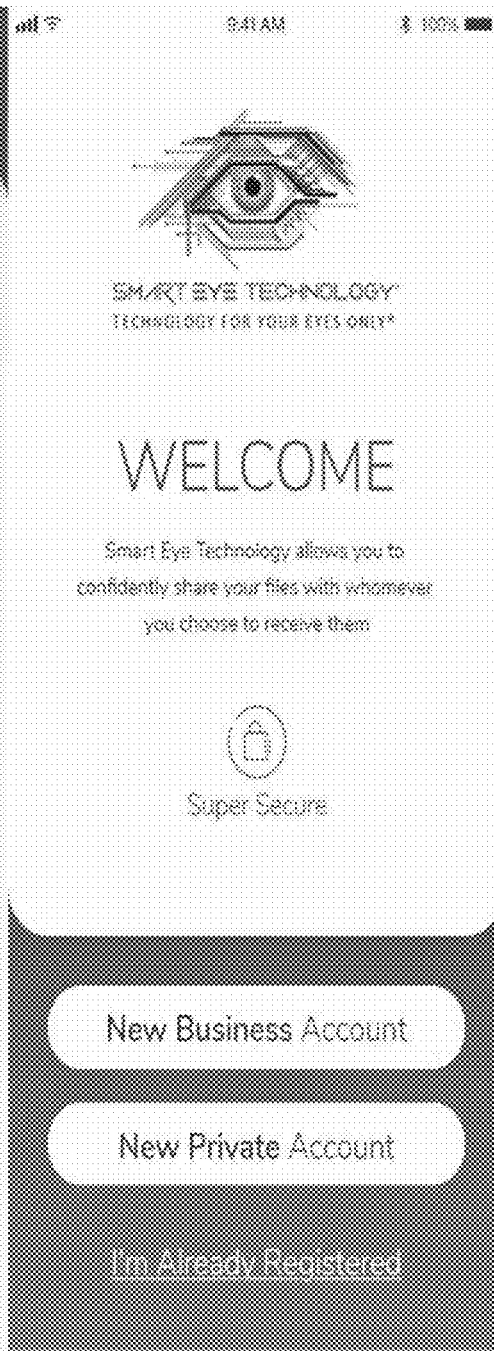 9:41 AM 100%
SMART EYE TECHNOLOGY
TECHNOLOGY FOR YOUR EYES ONLY®
WELCOME
Smart Eye Technology allows you to
confidently share your files with whomever
you choose to receive them
Super Secure
New Business Account
New Private Account
I'm Already Registered